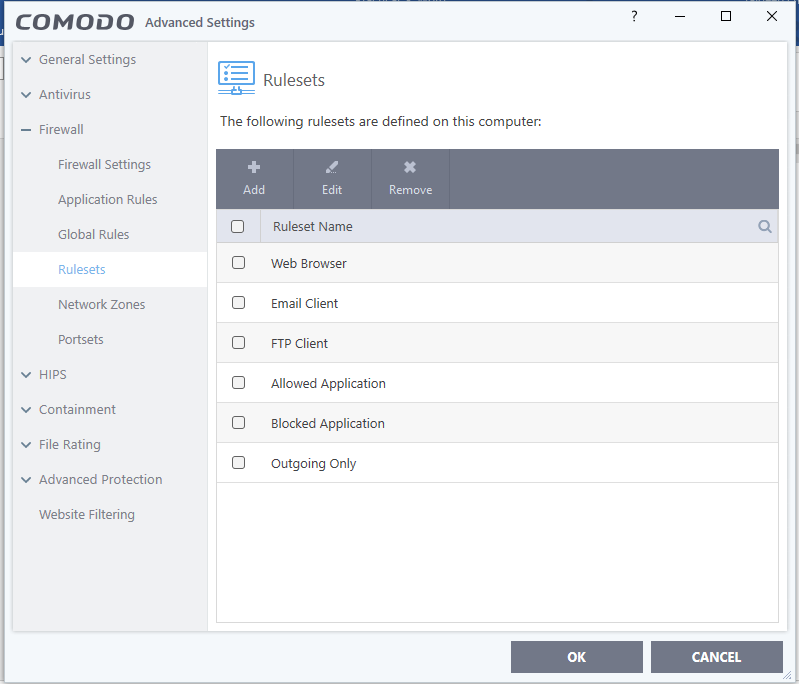 COMODO Advanced Settings
?
General Settings
Antivirus
Firewall
Firewall Settings
Application Rules
Global Rules
Rulesets
Network Zones
Portsets
HIPS
Containment
File Rating
Advanced Protection
Website Filtering
Rulesets
The following rulesets are defined on this computer:
Add Edit Remove
Ruleset Name
Web Browser
Email Client
FTP Client
Allowed Application
Blocked Application
Outgoing Only
OK CANCEL